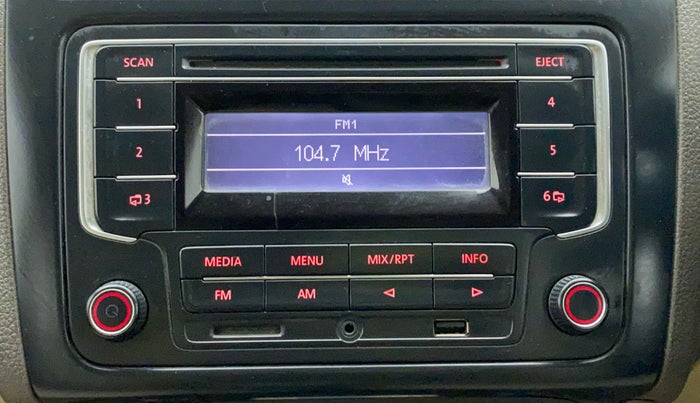 SCAN
EJECT
1
FM1
4
2
104.7 MHz
5
3
6
MEDIA
MENU
MIX/RPT
INFO
FM
AM